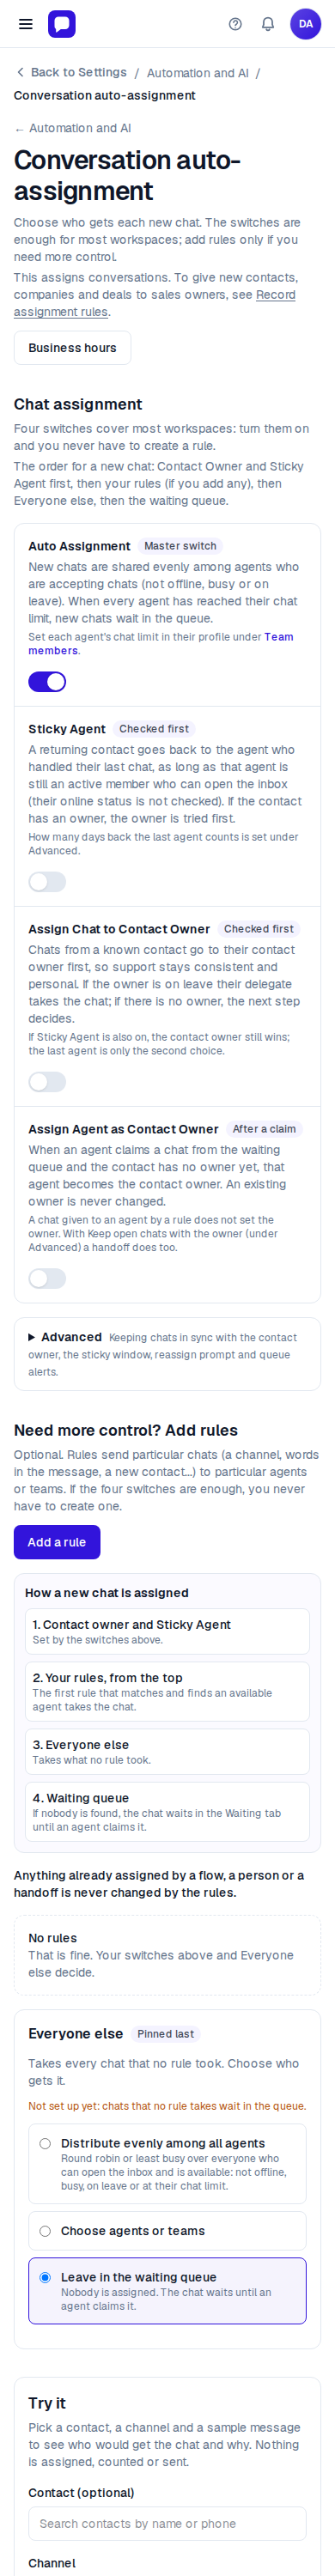 DA
Back to Settings / Automation and AI /
Conversation auto-assignment
← Automation and AI
Conversation auto-
assignment
Choose who gets each new chat. The switches are
enough for most workspaces; add rules only if you
need more control.
This assigns conversations. To give new contacts,
companies and deals to sales owners, see Record
assignment rules.
Business hours
Chat assignment
Four switches cover most workspaces: turn them on
and you never have to create a rule.
The order for a new chat: Contact Owner and Sticky
Agent first, then your rules (if you add any), then
Everyone else, then the waiting queue.
Auto Assignment Master switch
New chats are shared evenly among agents who
are accepting chats (not offline, busy or on
leave). When every agent has reached their chat
limit, new chats wait in the queue.
Set each agent's chat limit in their profile under Team
members.
Sticky Agent Checked first
A returning contact goes back to the agent who
handled their last chat, as long as that agent is
still an active member who can open the inbox
(their online status is not checked). If the contact
has an owner, the owner is tried first.
How many days back the last agent counts is set under
Advanced.
Assign Chat to Contact Owner Checked first
Chats from a known contact go to their contact
owner first, so support stays consistent and
personal. If the owner is on leave their delegate
takes the chat; if there is no owner, the next step
decides.
If Sticky Agent is also on, the contact owner still wins;
the last agent is only the second choice.
Assign Agent as Contact Owner After a claim
When an agent claims a chat from the waiting
queue and the contact has no owner yet, that
agent becomes the contact owner. An existing
owner is never changed.
A chat given to an agent by a rule does not set the
owner. With Keep open chats with the owner (under
Advanced) a handoff does too.
Advanced Keeping chats in sync with the contact
owner, the sticky window, reassign prompt and queue
alerts.
Need more control? Add rules
Optional. Rules send particular chats (a channel, words
in the message, a new contact...) to particular agents
or teams. If the four switches are enough, you never
have to create one.
Add a rule
How a new chat is assigned
1. Contact owner and Sticky Agent
Set by the switches above.
2. Your rules, from the top
The first rule that matches and finds an available
agent takes the chat.
3. Everyone else
Takes what no rule took.
4. Waiting queue
If nobody is found, the chat waits in the Waiting tab
until an agent claims it.
Anything already assigned by a flow, a person or a
handoff is never changed by the rules.
No rules
That is fine. Your switches above and Everyone
else decide.
Everyone else Pinned last
Takes every chat that no rule took. Choose who
gets it.
Not set up yet: chats that no rule takes wait in the queue.
Distribute evenly among all agents
Round robin or least busy over everyone who
can open the inbox and is available: not offline,
busy, on leave or at their chat limit.
Choose agents or teams
Leave in the waiting queue
Nobody is assigned. The chat waits until an
agent claims it.
Try it
Pick a contact, a channel and a sample message
to see who would get the chat and why. Nothing
is assigned, counted or sent.
Contact (optional)
Search contacts by name or phone
Channel